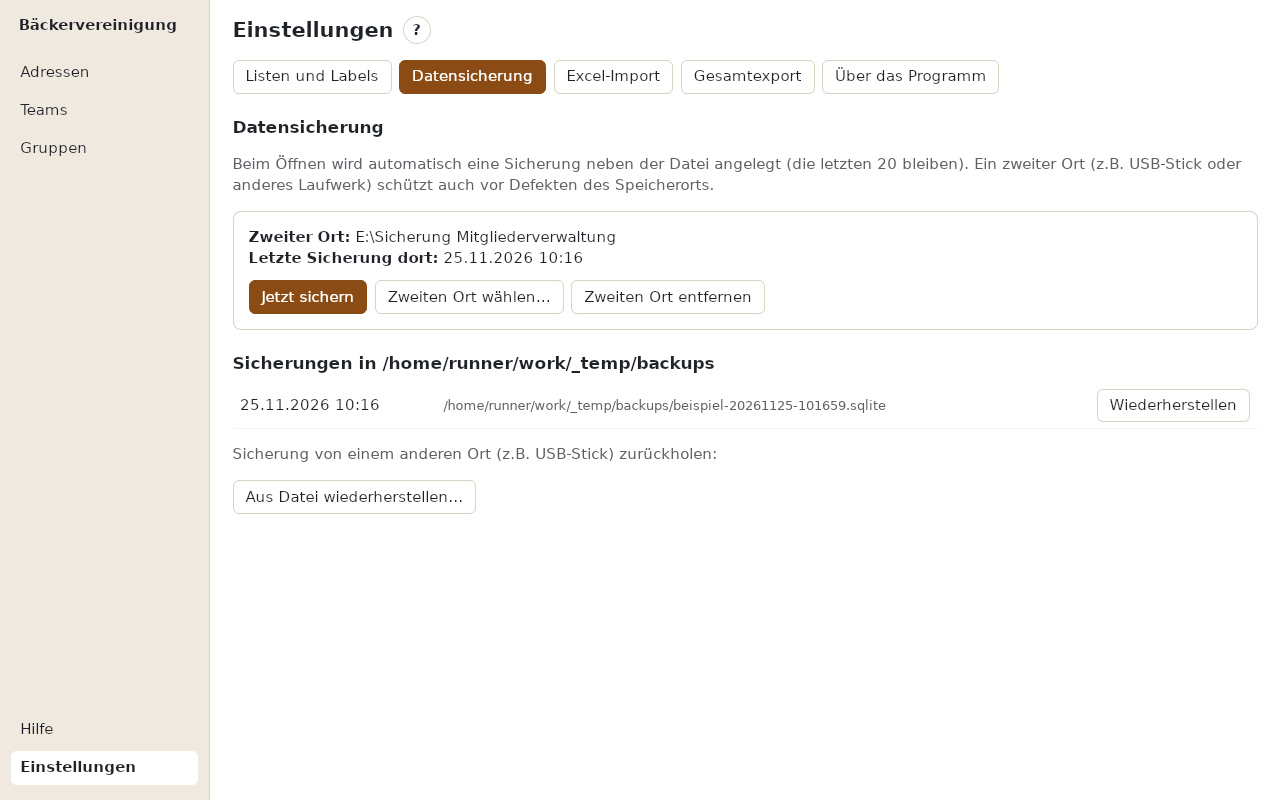 Bäckervereinigung
Adressen
Teams
Gruppen
Hilfe
Einstellungen
Einstellungen ?
Listen und Labels Datensicherung Excel-Import Gesamtexport Über das Programm
Datensicherung
Beim Öffnen wird automatisch eine Sicherung neben der Datei angelegt (die letzten 20 bleiben). Ein zweiter Ort (z.B. USB-Stick oder
anderes Laufwerk) schützt auch vor Defekten des Speicherorts.
Zweiter Ort: E:\Sicherung Mitgliederverwaltung
Letzte Sicherung dort: 25.11.2026 10:16
Jetzt sichern Zweiten Ort wählen… Zweiten Ort entfernen
Sicherungen in /home/runner/work/_temp/backups
25.11.2026 10:16 /home/runner/work/_temp/backups/beispiel-20261125-101659.sqlite Wiederherstellen
Sicherung von einem anderen Ort (z.B. USB-Stick) zurückholen:
Aus Datei wiederherstellen…